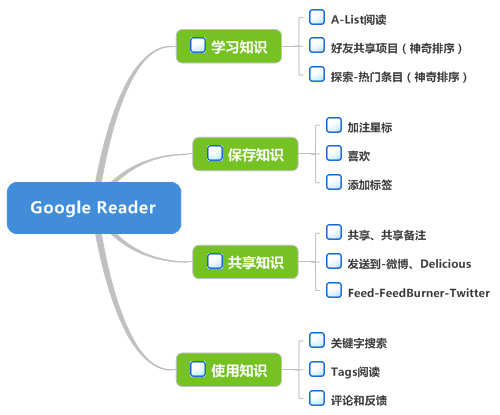 Google Reader
学习知识
A-List阅读
好友共享项目（神奇排序）
探索-热门条目（神奇排序）
保存知识
加注星标
喜欢
添加标签
共享知识
共享、共享备注
发送到-微博、Delicious
Feed-FeedBurner-Twitter
使用知识
关键字搜索
Tags阅读
评论和反馈